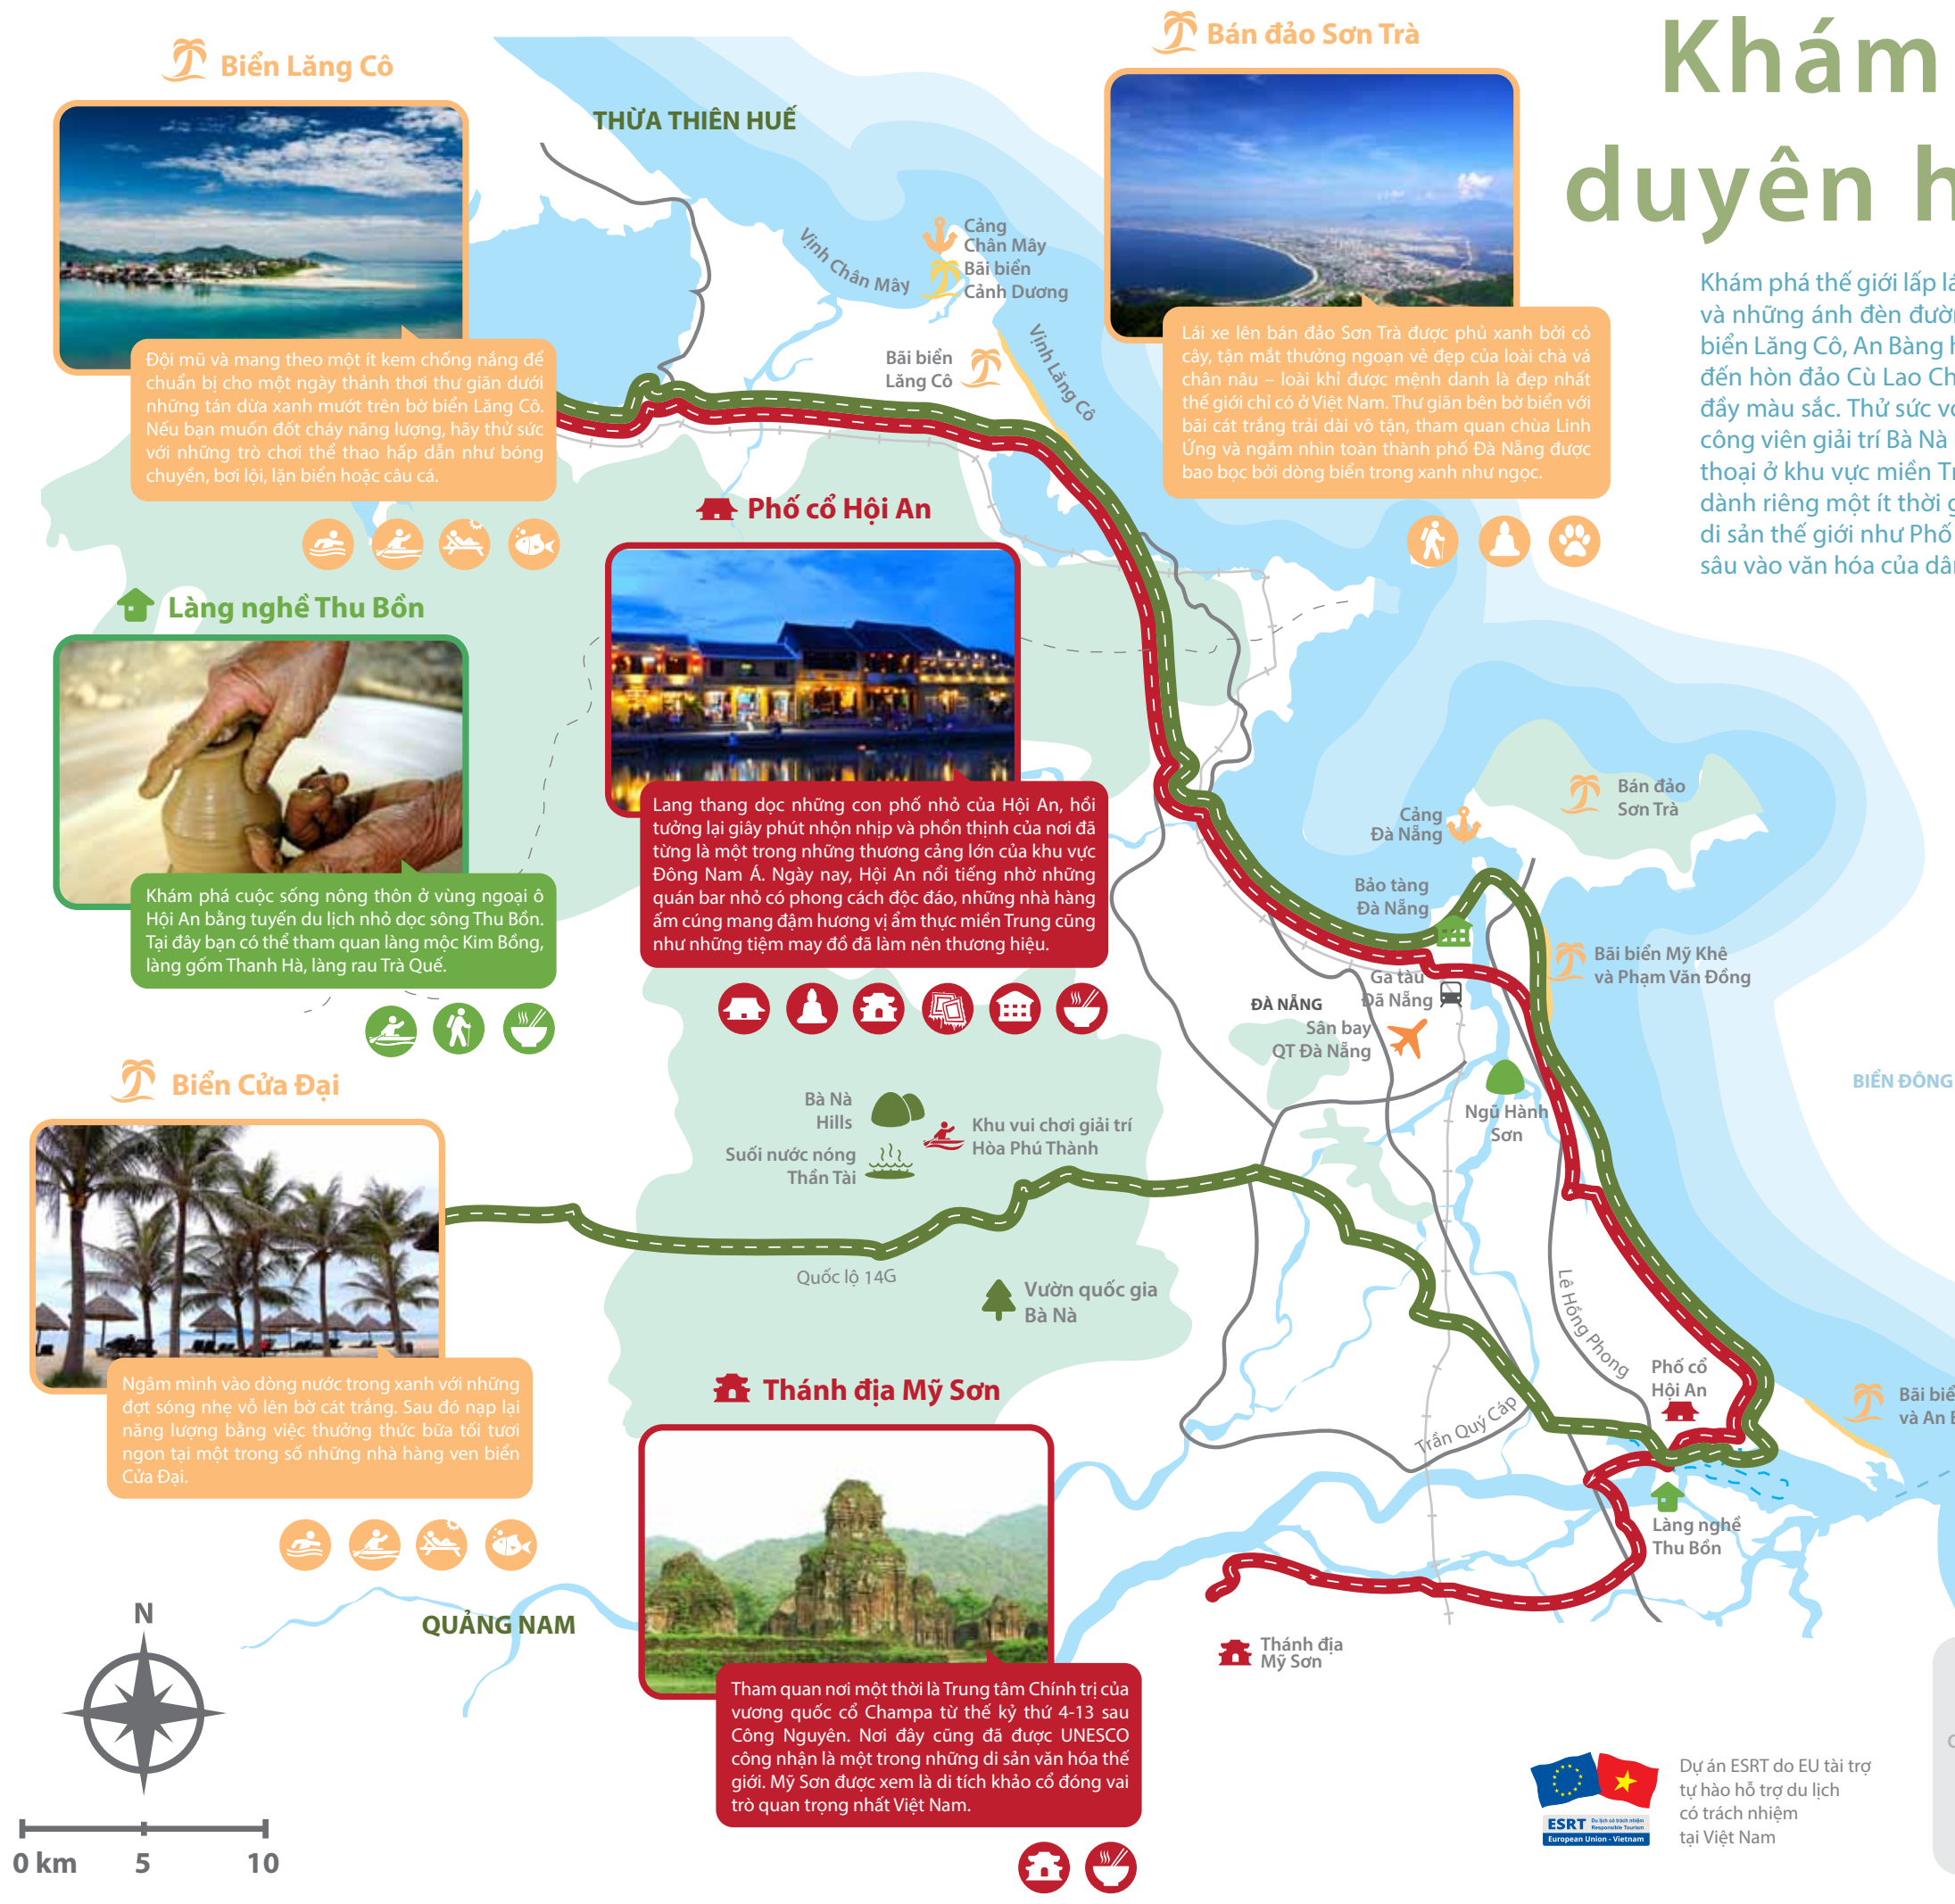 Khám
duyên h
Khám phá thế giới lấp lá
và những ánh đèn đườn
biển Lăng Cô, An Bàng h
đến hòn đảo Cù Lao Ch
đầy màu sắc. Thử sức vớ
công viên giải trí Bà Nà
thoại ở khu vực miền Tr
dành riêng một ít thời g
di sản thế giới như Phố
sâu vào văn hóa của dâ
Biển Lăng Cô
Đội mũ và mang theo một ít kem chống nắng để
chuẩn bị cho một ngày thảnh thơi thư giãn dưới
những tán dừa xanh mướt trên bờ biển Lăng Cô.
Nếu bạn muốn đốt cháy năng lượng, hãy thử sức
với những trò chơi thể thao hấp dẫn như bóng
chuyền, bơi lội, lặn biển hoặc câu cá.
Bán đảo Sơn Trà
Lái xe lên bán đảo Sơn Trà được phủ xanh bởi cỏ
cây, tận mắt thưởng ngoạn vẻ đẹp của loài chà vá
chân nâu – loài khỉ được mệnh danh là đẹp nhất
thế giới chỉ có ở Việt Nam. Thư giãn bên bờ biển với
bãi cát trắng trải dài vô tận, tham quan chùa Linh
Ứng và ngắm nhìn toàn thành phố Đà Nẵng được
bao bọc bởi dòng biển trong xanh như ngọc.
Làng nghề Thu Bồn
Khám phá cuộc sống nông thôn ở vùng ngoại ô
Hội An bằng tuyến du lịch nhỏ dọc sông Thu Bồn.
Tại đây bạn có thể tham quan làng mộc Kim Bồng,
làng gốm Thanh Hà, làng rau Trà Quế.
Phố cổ Hội An
Lang thang dọc những con phố nhỏ của Hội An, hồi
tưởng lại giây phút nhộn nhịp và phồn thịnh của nơi đã
từng là một trong những thương cảng lớn của khu vực
Đông Nam Á. Ngày nay, Hội An nổi tiếng nhờ những
quán bar nhỏ có phong cách độc đáo, những nhà hàng
ấm cúng mang đậm hương vị ẩm thực miền Trung cũng
như những tiệm may đồ đã làm nên thương hiệu.
Biển Cửa Đại
Ngâm mình vào dòng nước trong xanh với những
đợt sóng nhẹ vỗ lên bờ cát trắng. Sau đó nạp lại
năng lượng bằng việc thưởng thức bữa tối tươi
ngon tại một trong số những nhà hàng ven biển
Cửa Đại.
Thánh địa Mỹ Sơn
Tham quan nơi một thời là Trung tâm Chính trị của
vương quốc cổ Champa từ thế kỷ thứ 4-13 sau
Công Nguyên. Nơi đây cũng đã được UNESCO
công nhận là một trong những di sản văn hóa thế
giới. Mỹ Sơn được xem là di tích khảo cổ đóng vai
trò quan trọng nhất Việt Nam.
THỪA THIÊN HUẾ
Vịnh Chân Mây
Cảng
Chân Mây
Bãi biển
Cảnh Dương
Bãi biển
Lăng Cô
Vịnh Lăng Cô
Bán đảo
Sơn Trà
Cảng
Đà Nẵng
Bảo tàng
Đà Nẵng
Bãi biển Mỹ Khê
và Phạm Văn Đồng
Ga tàu
Đà Nẵng
ĐÀ NẴNG
Sân bay
QT Đà Nẵng
Ngũ Hành
Sơn
BIỂN ĐÔNG
Bà Nà
Hills
Khu vui chơi giải trí
Hòa Phú Thành
Suối nước nóng
Thần Tài
Quốc lộ 14G
Vườn quốc gia
Bà Nà
Lê Hồng Phong
Trần Quý Cáp
Phố cổ
Hội An
Bãi biể
và An B
Làng nghề
Thu Bồn
Thánh địa
Mỹ Sơn
QUẢNG NAM
N
0 km 5 10
ESRT Du lịch có trách nhiệm
Responsible Tourism
European Union - Vietnam
Dự án ESRT do EU tài trợ
tự hào hỗ trợ du lịch
có trách nhiệm
tại Việt Nam